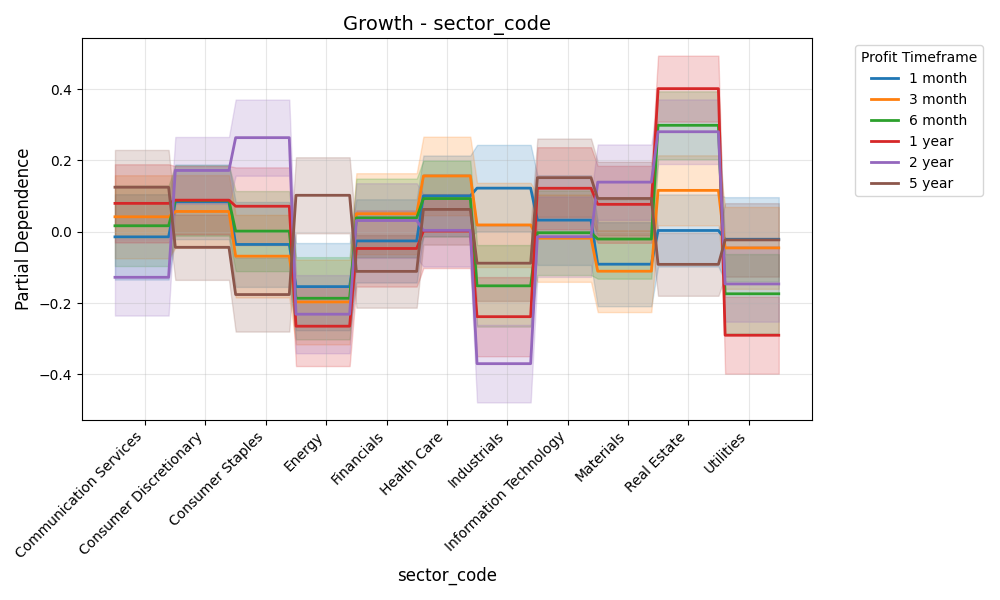 Growth - sector_code
Profit Timeframe
1 month
3 month
6 month
1 year
2 year
5 year
Partial Dependence
0.4
0.2
0.0
−0.2
−0.4
Communication Services
Consumer Discretionary
Consumer Staples
Energy
Financials
Health Care
Industrials
Information Technology
Materials
Real Estate
Utilities
sector_code